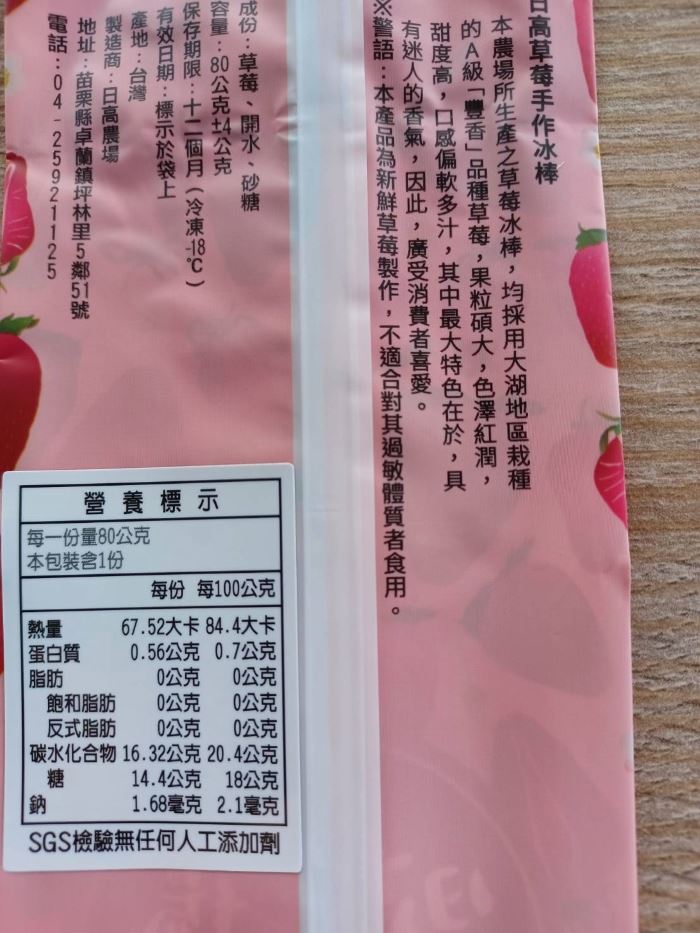 日高草莓手作冰棒
本農場所生產之草莓冰棒，均採用大湖地區栽種
的A級「豐香」品種草莓，果粒碩大，色澤紅潤，
甜度高，口感偏軟多汁，其中最大特色在於，具
有迷人的香氣，因此，廣受消費者喜愛。
※警語：本產品為新鮮草莓製作，不適合對其過敏體質者食用。
成份：草莓、開水、砂糖
容量：80公克±4公克
保存期限：十二個月（冷凍-18℃）
有效日期：標示於袋上
產地：台灣
製造商：日高農場
地址：苗栗縣卓蘭鎮坪林里5鄰51號
電話：04-25921125
營養標示
每一份量80公克
本包裝含1份
每份 每100公克
熱量 67.52大卡 84.4大卡
蛋白質 0.56公克 0.7公克
脂肪 0公克 0公克
飽和脂肪 0公克 0公克
反式脂肪 0公克 0公克
碳水化合物 16.32公克 20.4公克
糖 14.4公克 18公克
鈉 1.68毫克 2.1毫克
SGS檢驗無任何人工添加劑